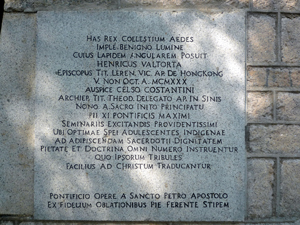 Has Rex Coelestium Aedes
Imple Benigno Lumine
Cuius Lapidem Angularem Posuit
Henricus Valtorta
Episcopus Tit. Leren. Vic. Ap. De Hongkong
V. Non Oct. A. MCMXXX
Auspice Celso Costantini
Archiep. Tit. Theod. Delegato Ap. In Sinis
Nono A Sacro Inito Principatu
Pii XI Pontificis Maximi
Seminariis Excitandis Providentissimi
Ubi Optimae Spei Adulescentes Indigenae
Ad Adipiscendam Sacerdotii Dignitatem
Pietate Et Doctrina Omni Numero Instruentur
Quo Ipsorum Tribules
Facilius Ad Christum Traducantur
Pontificio Opere A Sancto Petro Apostolo
Ex Fidelium Oblationibus Pie Ferente Stipem